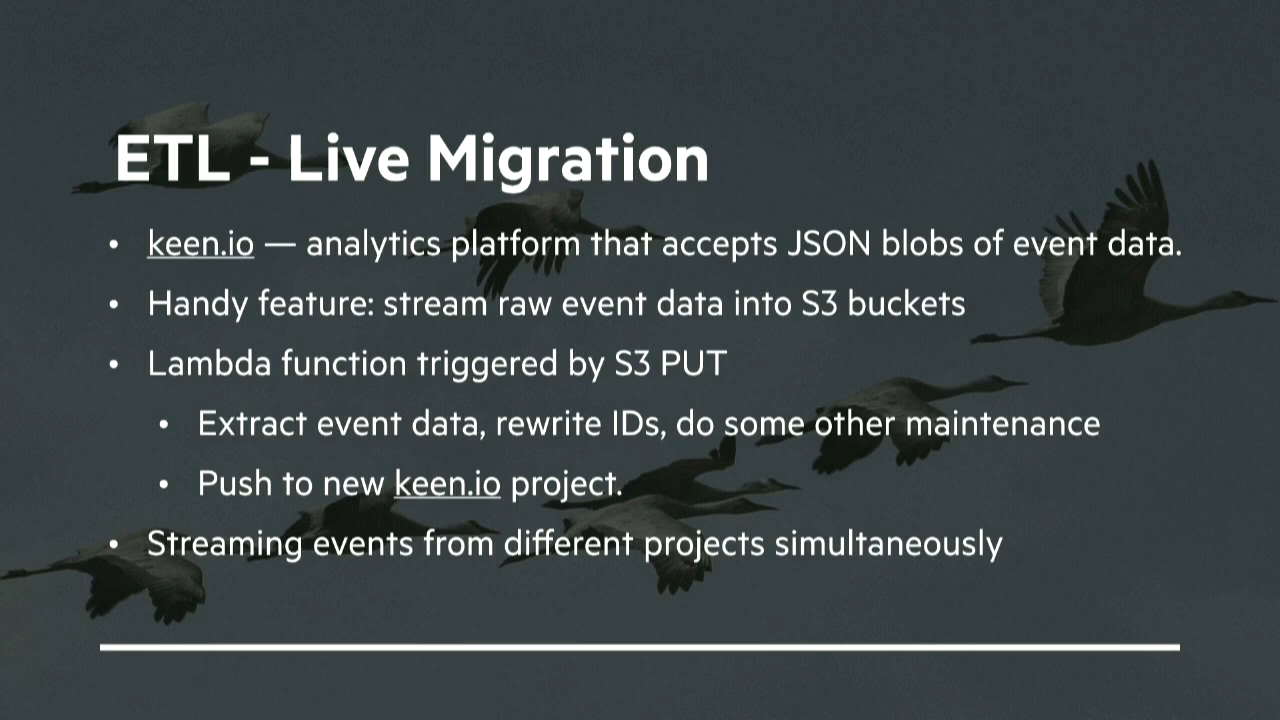 ETL - Live Migration
• keen.io — analytics platform that accepts JSON blobs of event data.
• Handy feature: stream raw event data into S3 buckets
• Lambda function triggered by S3 PUT
• Extract event data, rewrite IDs, do some other maintenance
• Push to new keen.io project.
• Streaming events from different projects simultaneously